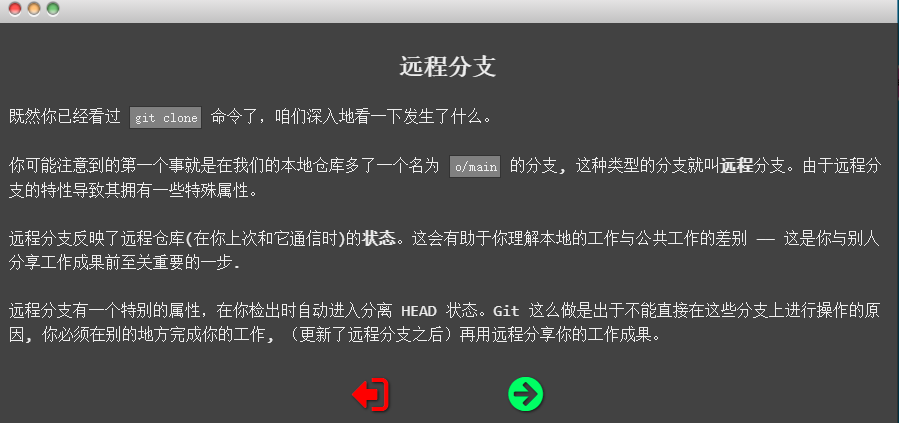 远程分支
既然你已经看过 git clone 命令了，咱们深入地看一下发生了什么。
你可能注意到的第一个事就是在我们的本地仓库多了一个名为 o/main 的分支, 这种类型的分支就叫远程分支。由于远程分
支的特性导致其拥有一些特殊属性。
远程分支反映了远程仓库(在你上次和它通信时)的状态。这会有助于你理解本地的工作与公共工作的差别 —— 这是你与别人
分享工作成果前至关重要的一步.
远程分支有一个特别的属性，在你检出时自动进入分离 HEAD 状态。Git 这么做是出于不能直接在这些分支上进行操作的原
因, 你必须在别的地方完成你的工作, （更新了远程分支之后）再用远程分享你的工作成果。